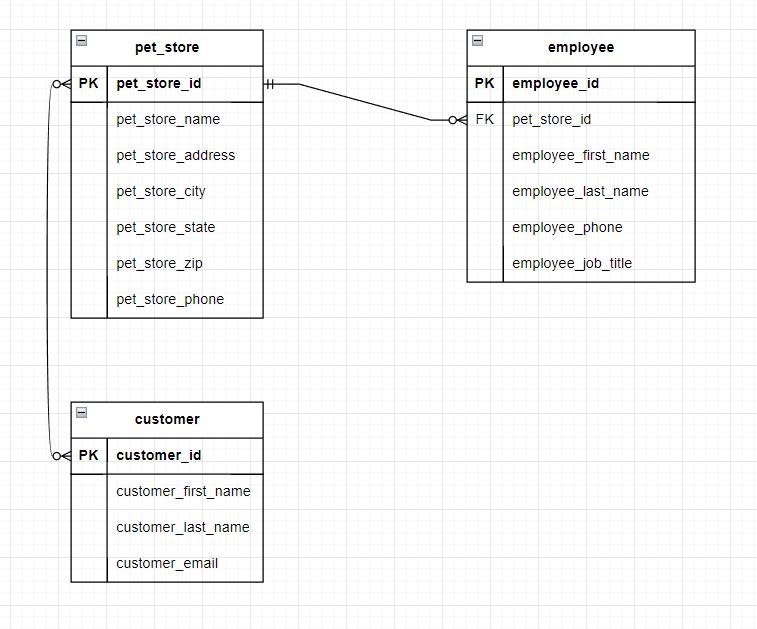 pet_store
PK pet_store_id
pet_store_name
pet_store_address
pet_store_city
pet_store_state
pet_store_zip
pet_store_phone
employee
PK employee_id
FK pet_store_id
employee_first_name
employee_last_name
employee_phone
employee_job_title
customer
PK customer_id
customer_first_name
customer_last_name
customer_email